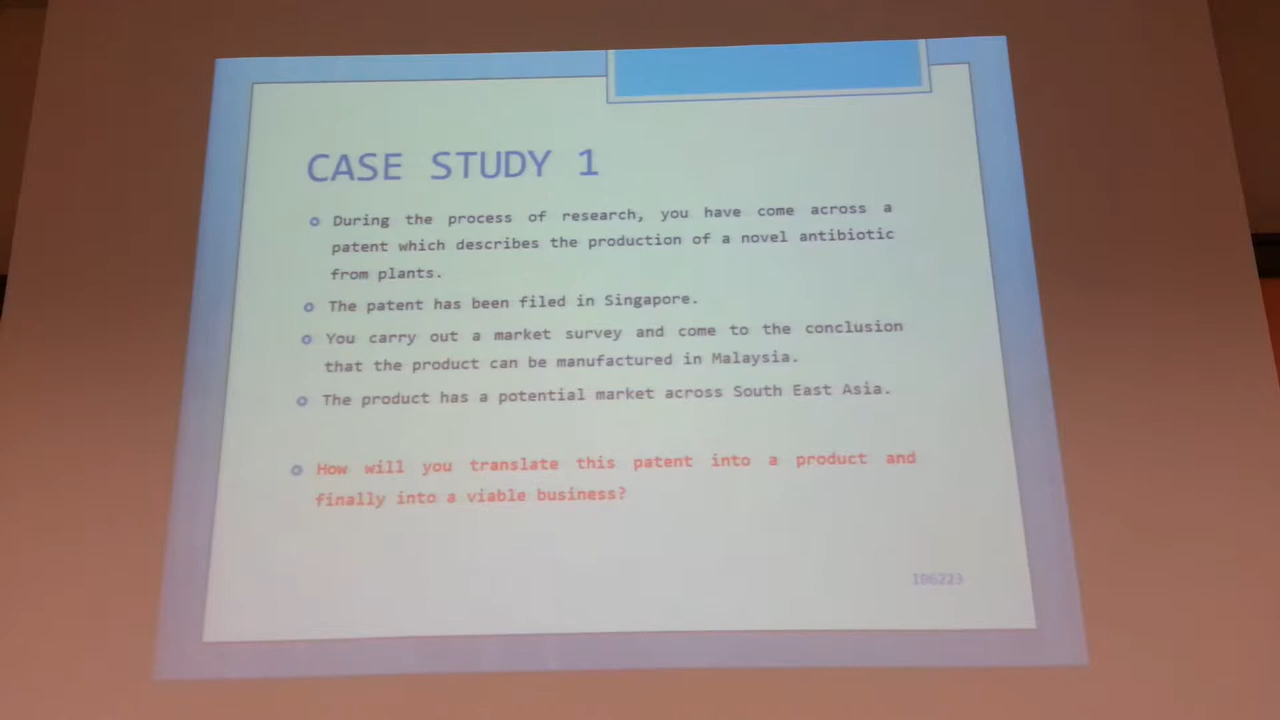 CASE STUDY 1
During the process of research, you have come across a
patent which describes the production of a novel antibiotic
from plants.
The patent has been filed in Singapore.
You carry out a market survey and come to the conclusion
that the product can be manufactured in Malaysia.
The product has a potential market across South East Asia.
How will you translate this patent into a product and
finally into a viable business?